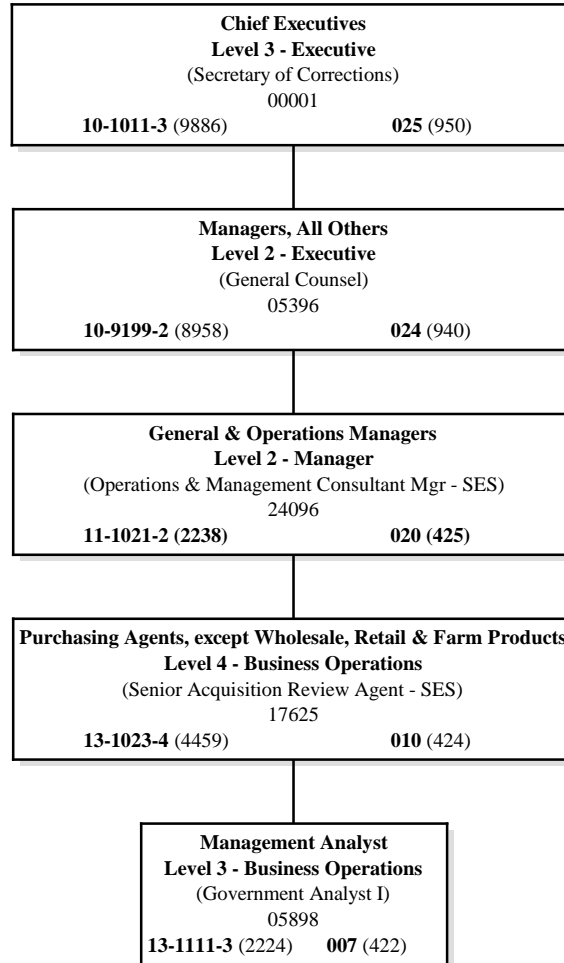 Chief Executives
Level 3 - Executive
(Secretary of Corrections)
00001
10-1011-3 (9886) 025 (950)
Managers, All Others
Level 2 - Executive
(General Counsel)
05396
10-9199-2 (8958) 024 (940)
General & Operations Managers
Level 2 - Manager
(Operations & Management Consultant Mgr - SES)
24096
11-1021-2 (2238) 020 (425)
Purchasing Agents, except Wholesale, Retail & Farm Products
Level 4 - Business Operations
(Senior Acquisition Review Agent - SES)
17625
13-1023-4 (4459) 010 (424)
Management Analyst
Level 3 - Business Operations
(Government Analyst I)
05898
13-1111-3 (2224) 007 (422)